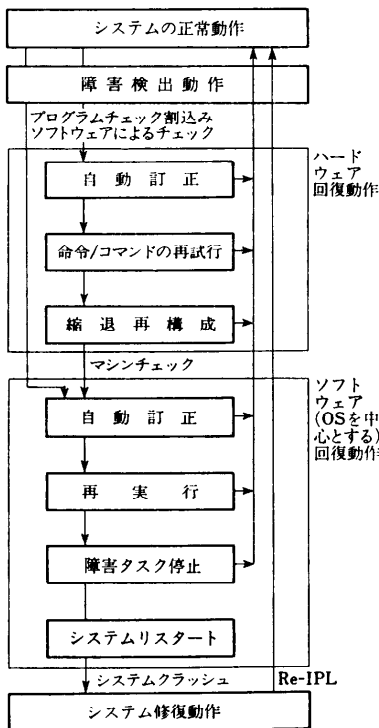 システムの正常動作
障害検出動作
プログラムチェック割込み
ソフトウェアによるチェック
ハード
ウェア
回復動作
自動訂正
命令/コマンドの再試行
縮退再構成
マシンチェック
ソフト
ウェア
(OSを中
心とする)
回復動作
自動訂正
再実行
障害タスク停止
システムリスタート
システムクラッシュ
Re-IPL
システム修復動作